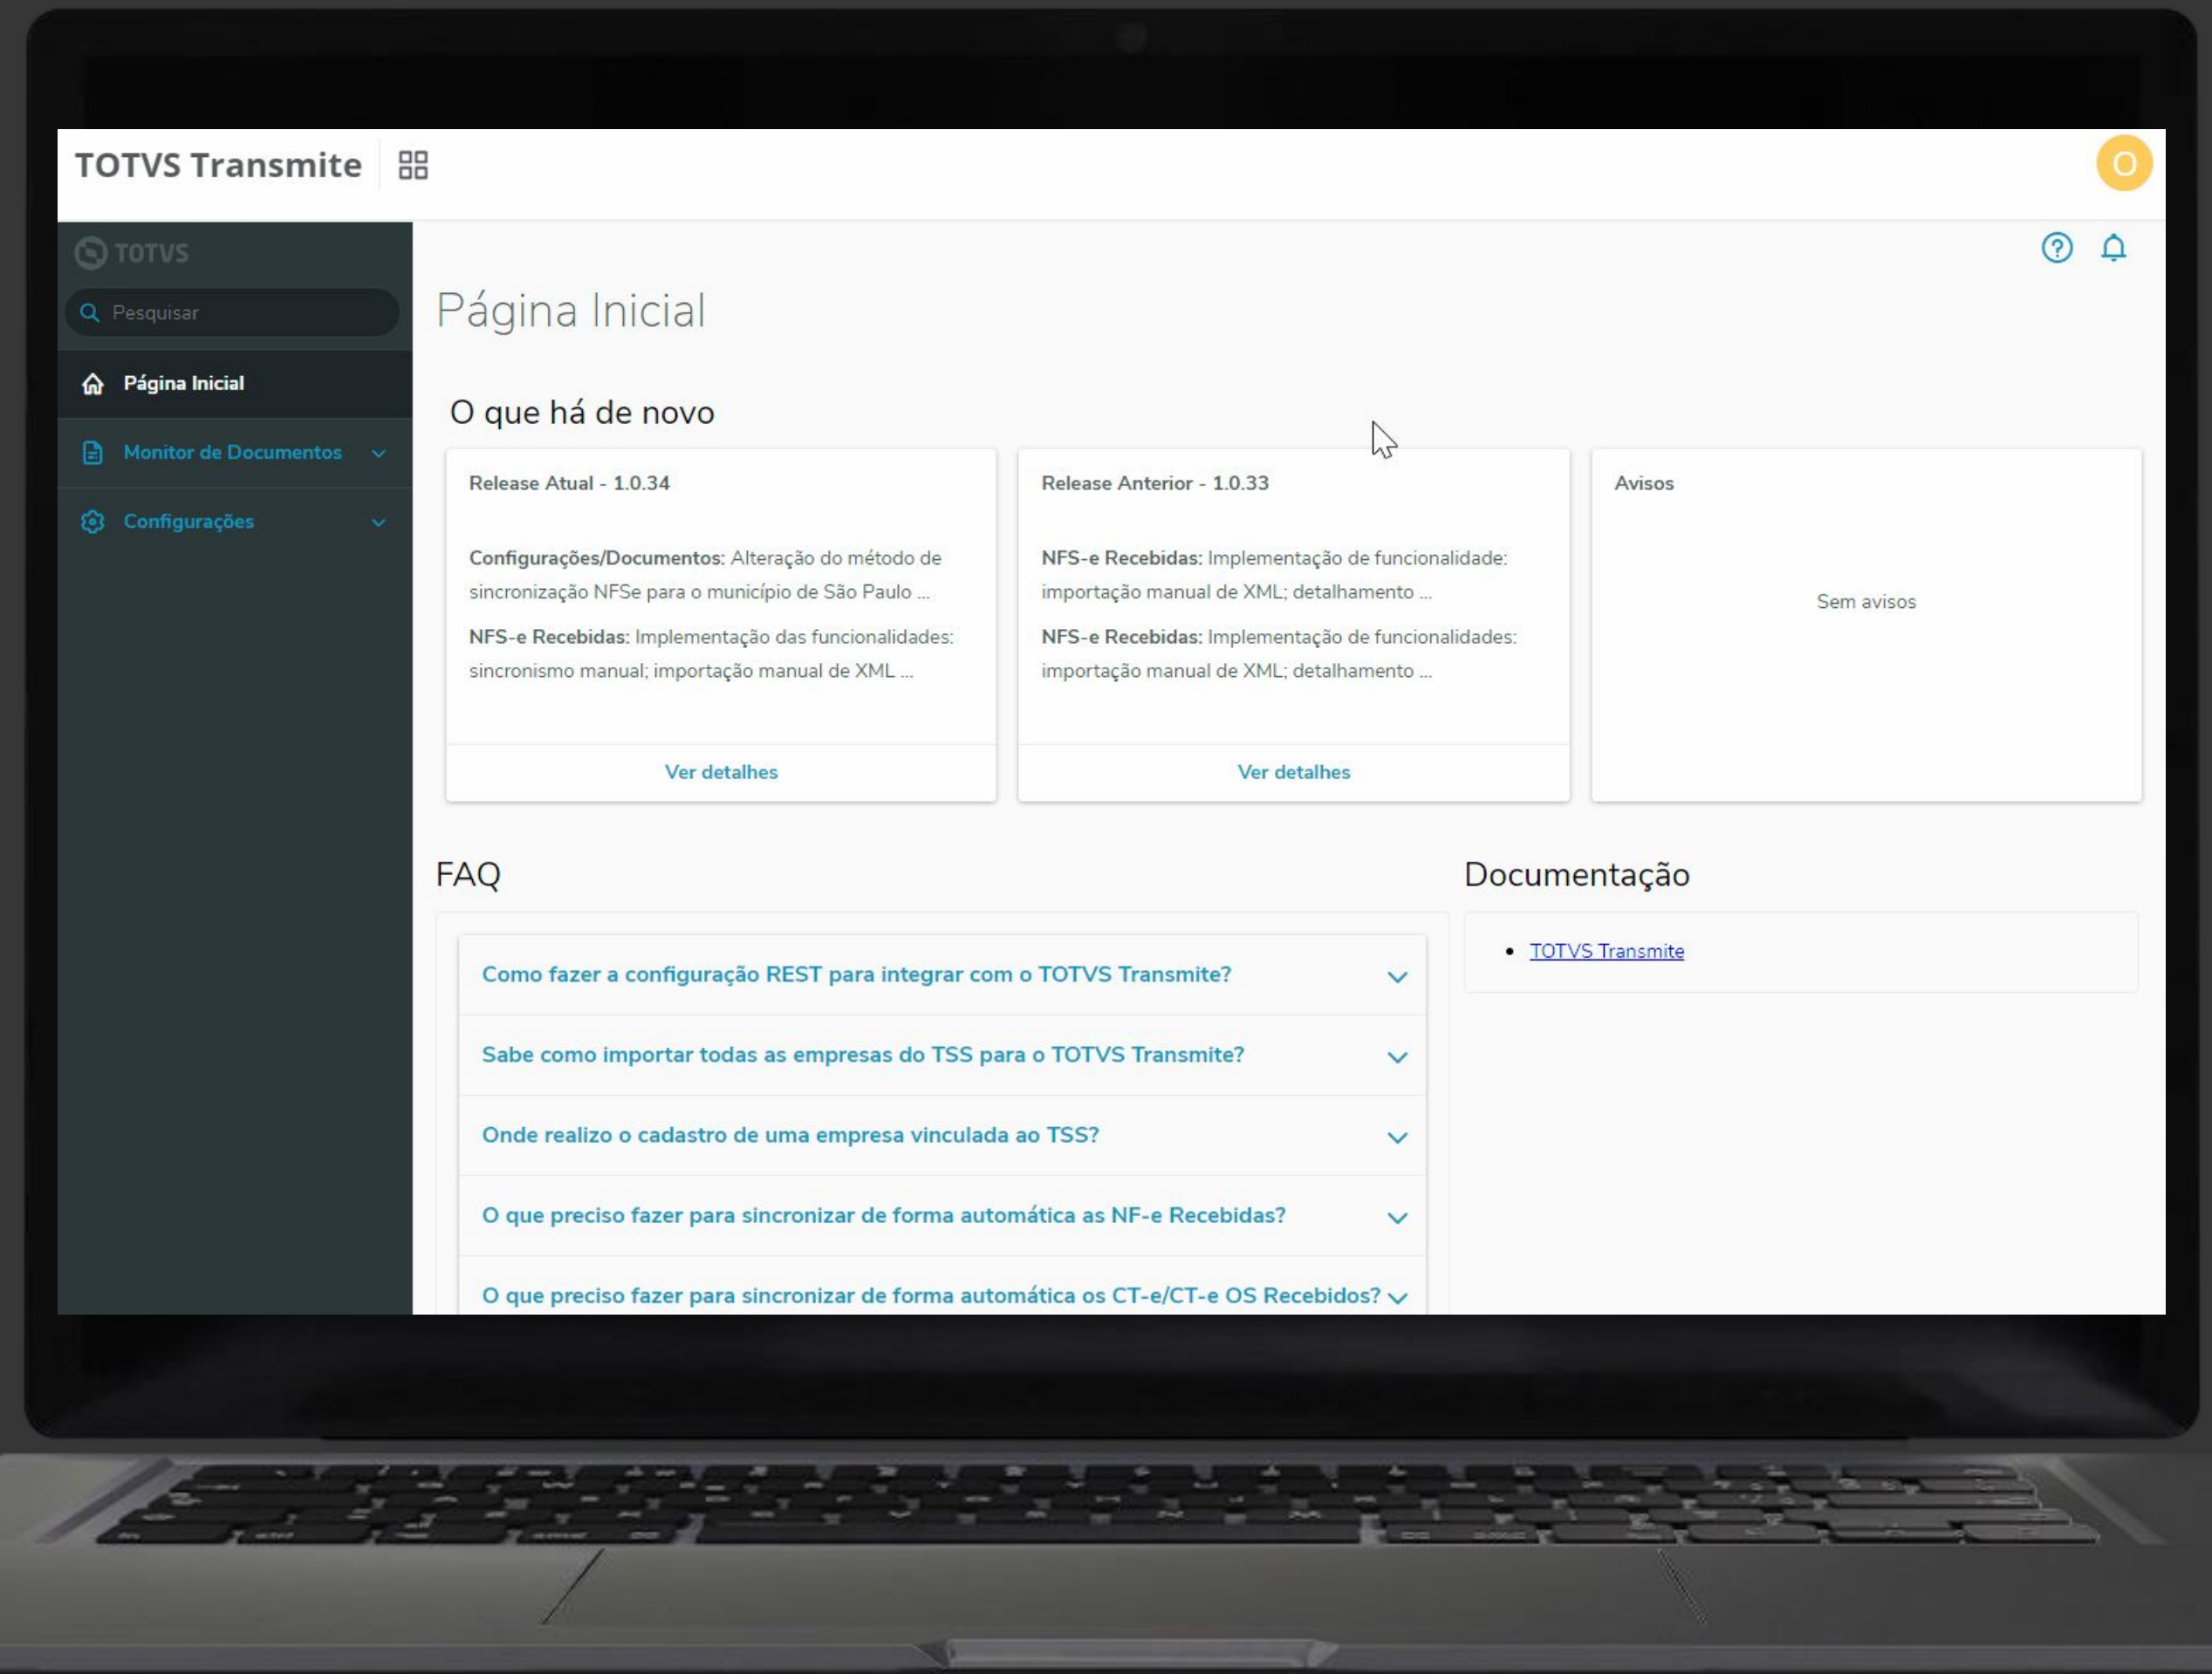 TOTVS Transmite
O
TOTVS
Pesquisar
Página Inicial
Monitor de Documentos
Configurações
Página Inicial
O que há de novo
Release Atual - 1.0.34
Configurações/Documentos: Alteração do método de
sincronização NFSe para o município de São Paulo ...
NFS-e Recebidas: Implementação das funcionalidades:
sincronismo manual; importação manual de XML ...
Ver detalhes
Release Anterior - 1.0.33
NFS-e Recebidas: Implementação de funcionalidade:
importação manual de XML; detalhamento ...
NFS-e Recebidas: Implementação de funcionalidades:
importação manual de XML; detalhamento ...
Ver detalhes
Avisos
Sem avisos
FAQ
Como fazer a configuração REST para integrar com o TOTVS Transmite?
Sabe como importar todas as empresas do TSS para o TOTVS Transmite?
Onde realizo o cadastro de uma empresa vinculada ao TSS?
O que preciso fazer para sincronizar de forma automática as NF-e Recebidas?
O que preciso fazer para sincronizar de forma automática os CT-e/CT-e OS Recebidos?
Documentação
• TOTVS Transmite